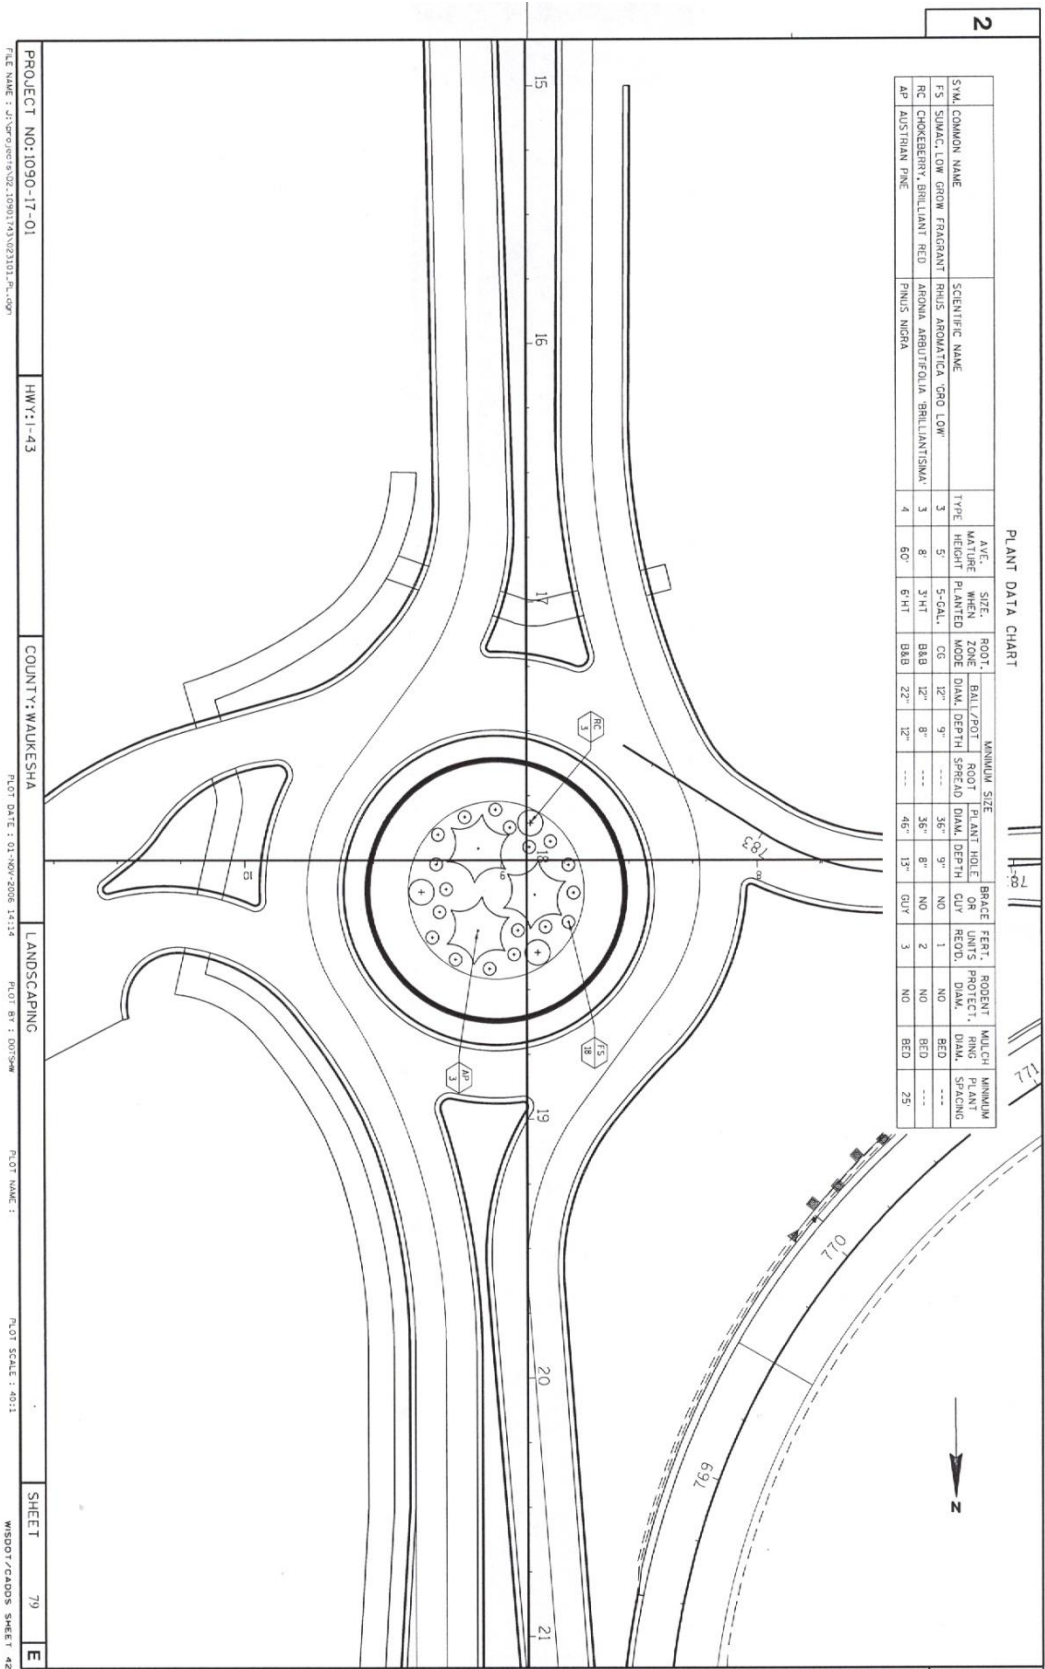 2
PLANT DATA CHART
SYM. COMMON NAME SCIENTIFIC NAME TYPE AVE. MATURE HEIGHT SIZE, WHEN PLANTED ROOT. ZONE MODE MINIMUM SIZE BALL/POT DIAM. DEPTH ROOT SPREAD PLANT HOLE DIAM. DEPTH BRACE OR GUY FERT. UNITS REQ'D. RODENT PROTECT. DIAM. MULCH RING DIAM. MINIMUM PLANT SPACING
FS SUMAC, LOW GROW FRAGRANT RHUS AROMATICA 'GRO LOW' 3 5' 5-GAL. CG 12" 9" --- 36" 9" NO 1 NO BED ---
RC CHOKEBERRY, BRILLIANT RED ARONIA ARBUTIFOLIA 'BRILLIANTISIMA' 3 8' 3'HT B&B 12" 8" --- 36" 8" NO 2 NO BED ---
AP AUSTRIAN PINE PINUS NIGRA 4 60' 6'HT B&B 22" 12" --- 46" 13" GUY 3 NO BED 25'
N
771
770
769
783
8
15
16
17
18
19
20
21
RC
3
FS
18
AP
3
PROJECT NO:1090-17-01 HWY:I-43 COUNTY:WAUKESHA LANDSCAPING SHEET 79 E
FILE NAME : J:\projects\02_10901743\023101_PL.dgn PLOT DATE : 01-NOV-2006 14:14 PLOT BY : DOTSHW PLOT NAME : PLOT SCALE : 40:1 WISDOT/CADDS SHEET 42